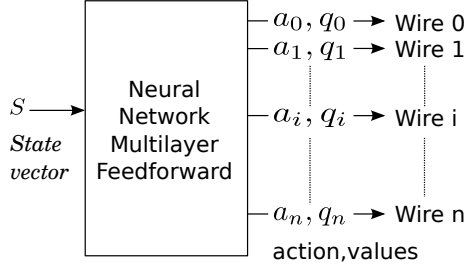 a₀, q₀ Wire 0
a₁, q₁ Wire 1
Neural
Network
Multilayer
Feedforward
S
State
vector
aᵢ, qᵢ Wire i
aₙ, qₙ Wire n
action,values